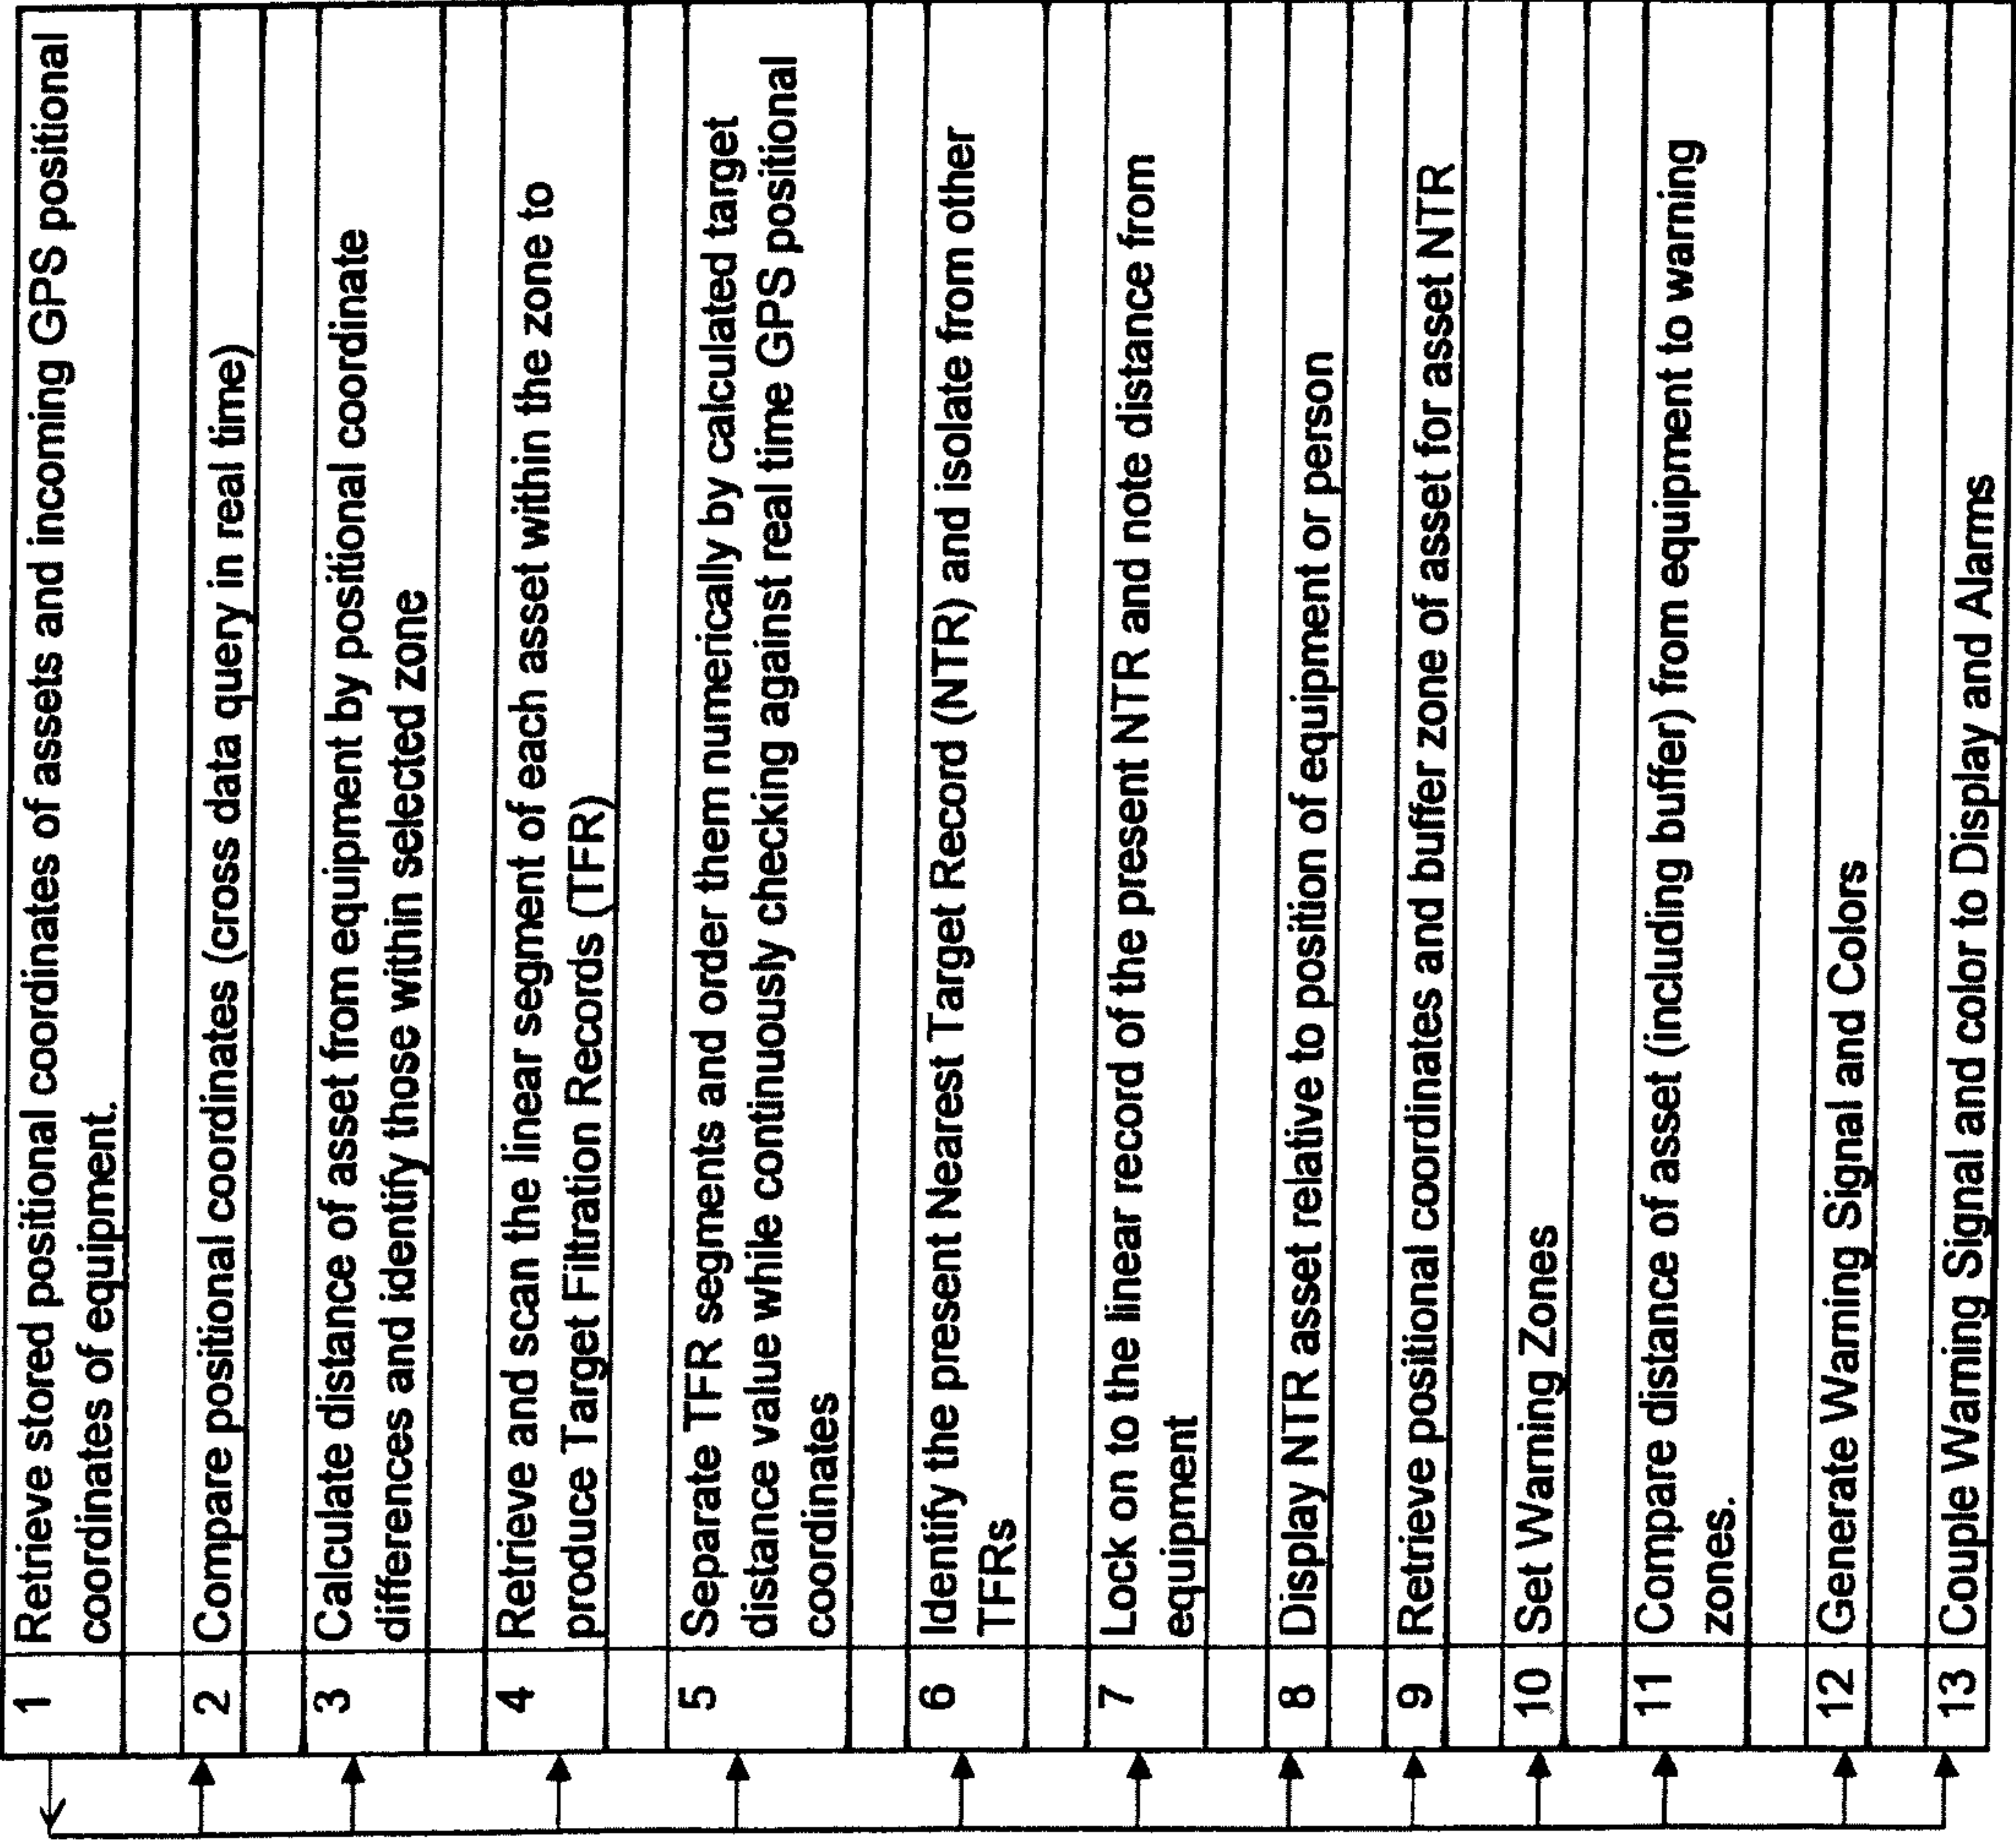 1 Retrieve stored positional coordinates of assets and incoming GPS positional
coordinates of equipment.
2 Compare positional coordinates (cross data query in real time)
3 Calculate distance of asset from equipment by positional coordinate
differences and identify those within selected zone
4 Retrieve and scan the linear segment of each asset within the zone to
produce Target Filtration Records (TFR)
5 Separate TFR segments and order them numerically by calculated target
distance value while continuously checking against real time GPS positional
coordinates
6 Identify the present Nearest Target Record (NTR) and isolate from other
TFRs
7 Lock on to the linear record of the present NTR and note distance from
equipment
8 Display NTR asset relative to position of equipment or person
9 Retrieve positional coordinates and buffer zone of asset for asset NTR
10 Set Warning Zones
11 Compare distance of asset (including buffer) from equipment to warning
zones.
12 Generate Warning Signal and Colors
13 Couple Warning Signal and color to Display and Alarms